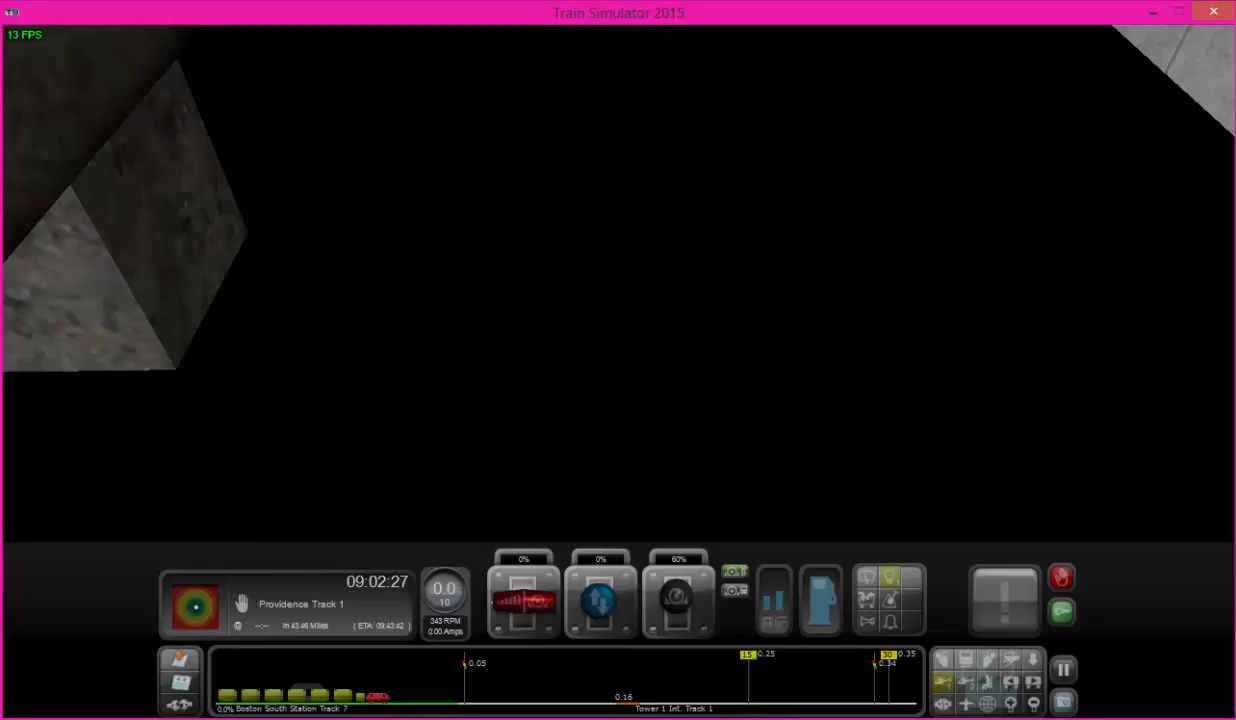 Train Simulator 2015
13 FPS
0% 0% 60%
09:02:27
Providence Track 1
--:-- In 43.46 Miles ( ETA: 09:43:42 )
0.0
10
343 RPM
0.00 Amps
15 0.25 30 0.35
0.05 0.34
0.16
0.0% Boston South Station Track 7 Tower 1 Int. Track 1